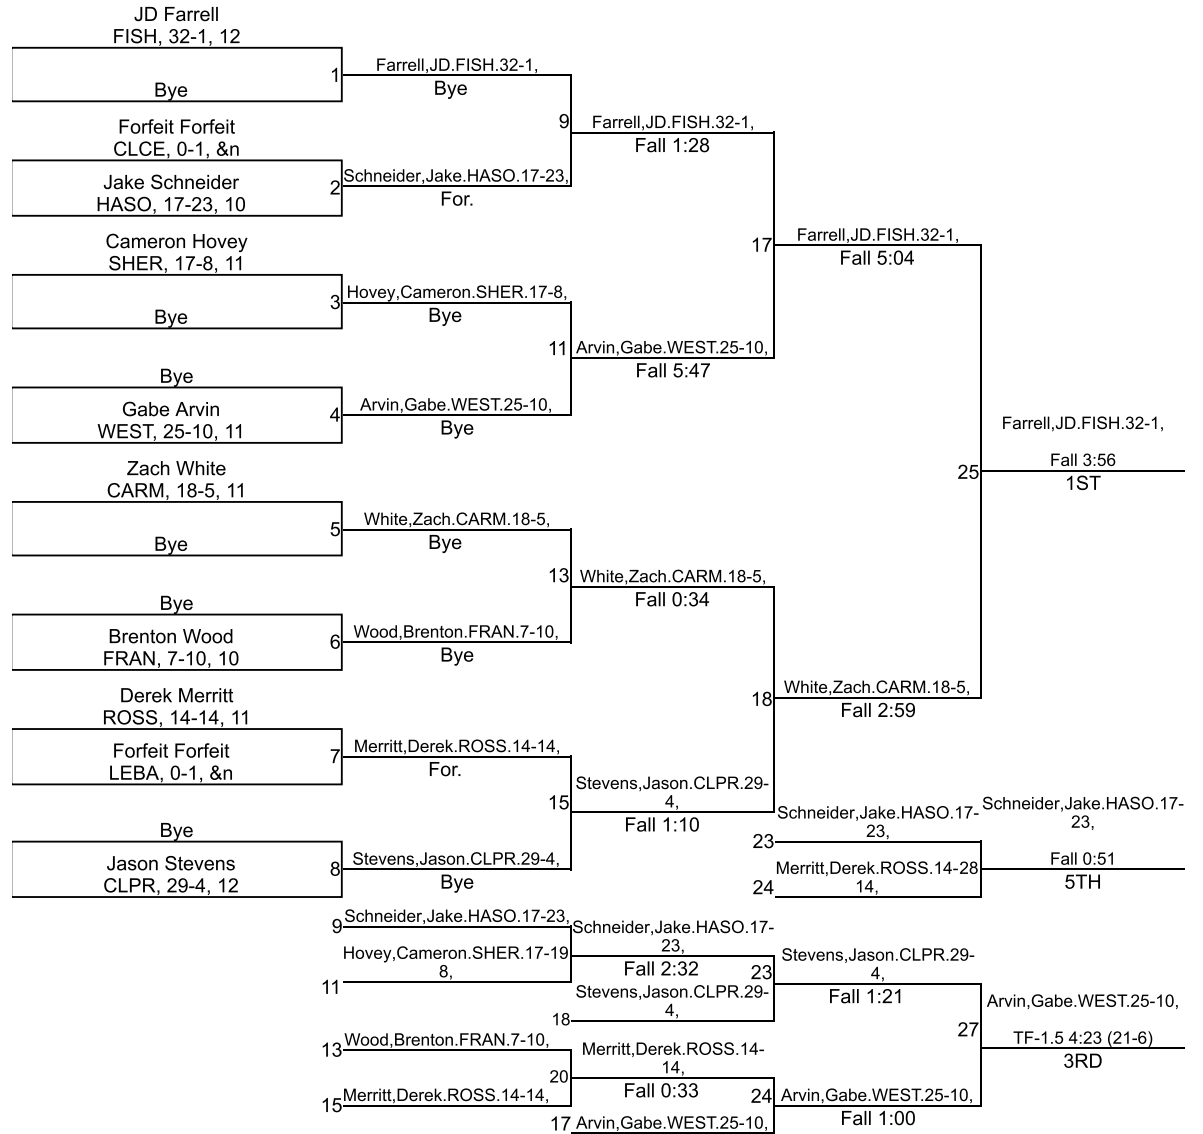 JD Farrell
FISH, 32-1, 12
1
Bye
Farrell,JD.FISH.32-1,
Bye
Forfeit Forfeit
CLCE, 0-1, &n
2
Jake Schneider
HASO, 17-23, 10
Schneider,Jake.HASO.17-23,
For.
9
Farrell,JD.FISH.32-1,
Fall 1:28
Cameron Hovey
SHER, 17-8, 11
3
Bye
Hovey,Cameron.SHER.17-8,
Bye
Bye
4
Gabe Arvin
WEST, 25-10, 11
Arvin,Gabe.WEST.25-10,
Bye
11
Arvin,Gabe.WEST.25-10,
Fall 5:47
17
Farrell,JD.FISH.32-1,
Fall 5:04
Zach White
CARM, 18-5, 11
5
Bye
White,Zach.CARM.18-5,
Bye
Bye
6
Brenton Wood
FRAN, 7-10, 10
Wood,Brenton.FRAN.7-10,
Bye
13
White,Zach.CARM.18-5,
Fall 0:34
Derek Merritt
ROSS, 14-14, 11
7
Forfeit Forfeit
LEBA, 0-1, &n
Merritt,Derek.ROSS.14-14,
For.
Bye
8
Jason Stevens
CLPR, 29-4, 12
Stevens,Jason.CLPR.29-4,
Bye
15
Stevens,Jason.CLPR.29-
4,
Fall 1:10
18
White,Zach.CARM.18-5,
Fall 2:59
25
Farrell,JD.FISH.32-1,
Fall 3:56
1ST
23
Schneider,Jake.HASO.17-
23,
24
Merritt,Derek.ROSS.14-28
14,
Schneider,Jake.HASO.17-
23,
Fall 0:51
5TH
9
Schneider,Jake.HASO.17-23,
11
Hovey,Cameron.SHER.17-19
8,
Schneider,Jake.HASO.17-
23,
Fall 2:32
18
Stevens,Jason.CLPR.29-
4,
23
Stevens,Jason.CLPR.29-
4,
Fall 1:21
13
Wood,Brenton.FRAN.7-10,
15
Merritt,Derek.ROSS.14-14,
20
Merritt,Derek.ROSS.14-
14,
Fall 0:33
17
Arvin,Gabe.WEST.25-10,
24
Arvin,Gabe.WEST.25-10,
Fall 1:00
27
Arvin,Gabe.WEST.25-10,
TF-1.5 4:23 (21-6)
3RD